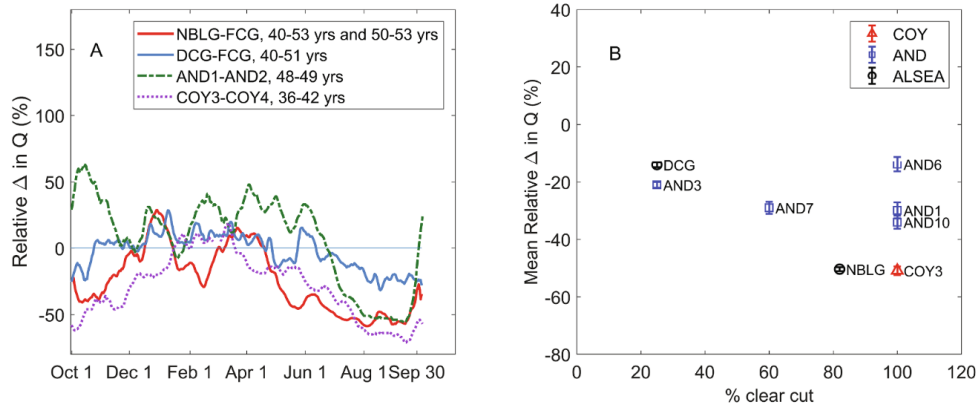 A
NBLG-FCG, 40-53 yrs and 50-53 yrs
DCG-FCG, 40-51 yrs
AND1-AND2, 48-49 yrs
COY3-COY4, 36-42 yrs
Relative Δ in Q (%)
150
100
50
0
-50
Oct 1 Dec 1 Feb 1 Apr 1 Jun 1 Aug 1 Sep 30
B
COY
AND
ALSEA
Mean Relative Δ in Q (%)
40
20
0
-20
-40
-60
-80
DCG
AND3
AND7
AND6
AND1
AND10
NBLG
COY3
0 20 40 60 80 100 120
% clear cut